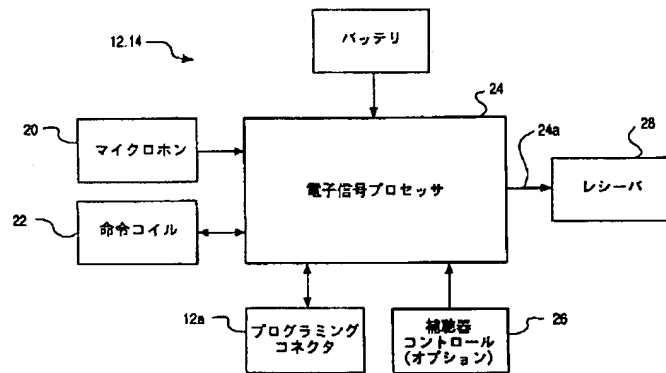 バッテリ
12.14
24
20
マイクロホン
電子信号プロセッサ
24a
28
レシーバ
22
命令コイル
12a
プログラミング
コネクタ
補聴器
コントロール
(オプション)
26